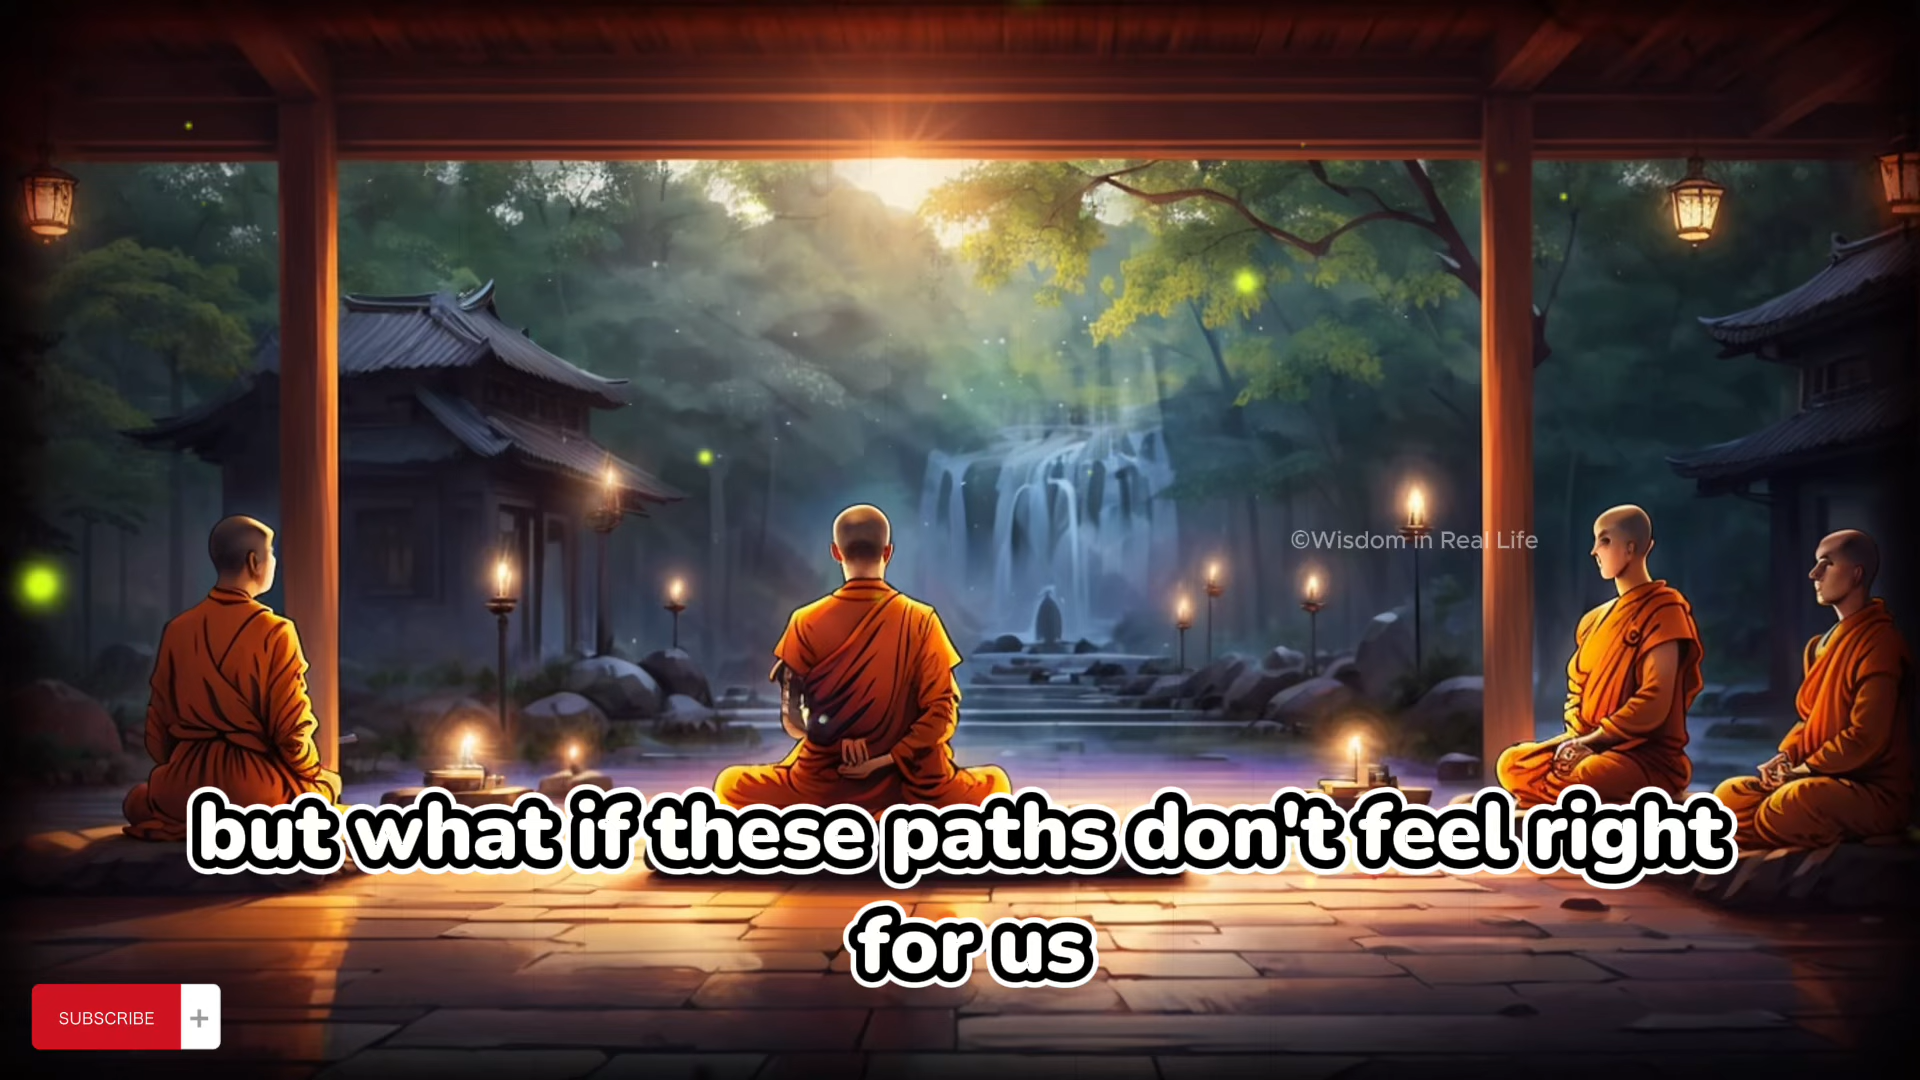 ©Wisdom in Real Life
but what if these paths don't feel right
for us
SUBSCRIBE +